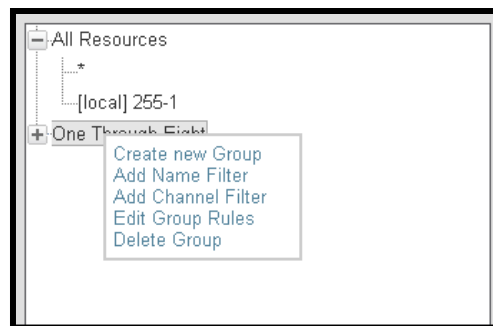 All Resources
*
[local] 255-1
One Through Eight
Create new Group
Add Name Filter
Add Channel Filter
Edit Group Rules
Delete Group